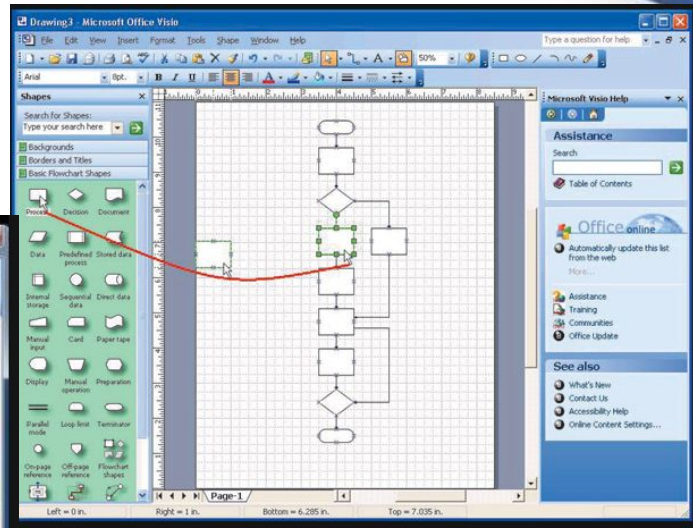 Drawing3 - Microsoft Office Visio
File Edit View Insert Format Tools Shape Window Help
Type a question for help
50%
Arial 8pt. B I U A
Shapes
Search for Shapes:
Type your search here
Backgrounds
Borders and Titles
Basic Flowchart Shapes
Process Decision Document
Data Predefined process Stored data
Internal storage Sequential data Direct data
Manual input Card Paper tape
Display Manual operation Preparation
Parallel mode Loop limit Terminator
On-page reference Off-page reference Flowchart shapes
Page-1
Left = 0 in. Right = 1 in. Bottom = 6.285 in. Top = 7.035 in.
Microsoft Visio Help
Assistance
Search
Table of Contents
Office online
Automatically update this list
from the web
More...
Assistance
Training
Communities
Office Update
See also
What's New
Contact Us
Accessibility Help
Online Content Settings...